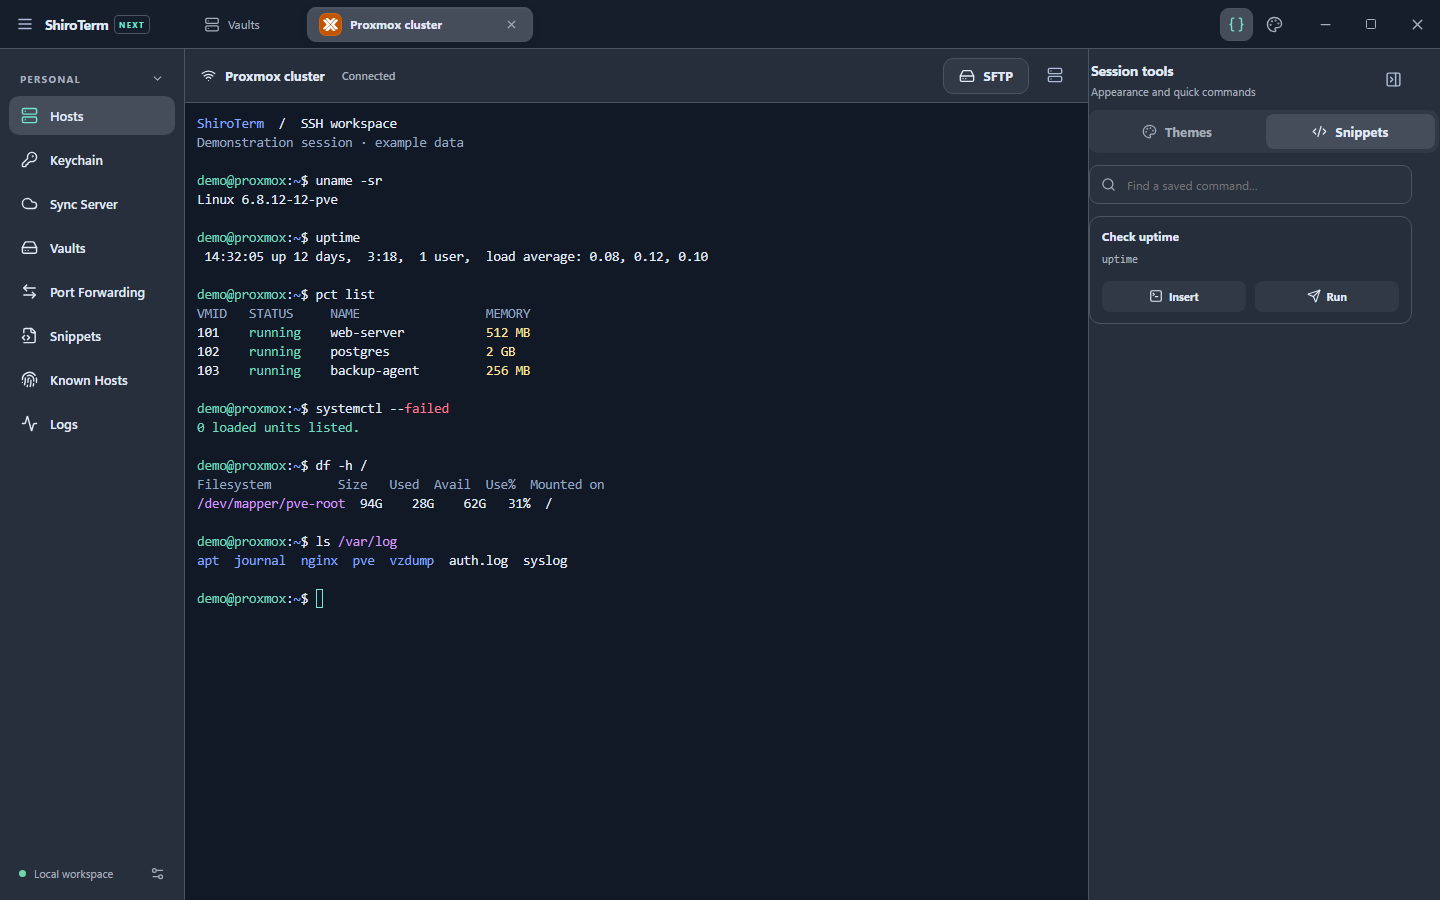 ShiroTerm NEXT
Vaults
Proxmox cluster
PERSONAL
Hosts
Keychain
Sync Server
Vaults
Port Forwarding
Snippets
Known Hosts
Logs
Local workspace
Proxmox cluster Connected
SFTP
ShiroTerm / SSH workspace
Demonstration session · example data
demo@proxmox:~$ uname -sr
Linux 6.8.12-12-pve
demo@proxmox:~$ uptime
14:32:05 up 12 days, 3:18, 1 user, load average: 0.08, 0.12, 0.10
demo@proxmox:~$ pct list
VMID STATUS NAME MEMORY
101 running web-server 512 MB
102 running postgres 2 GB
103 running backup-agent 256 MB
demo@proxmox:~$ systemctl --failed
0 loaded units listed.
demo@proxmox:~$ df -h /
Filesystem Size Used Avail Use% Mounted on
/dev/mapper/pve-root 94G 28G 62G 31% /
demo@proxmox:~$ ls /var/log
apt journal nginx pve vzdump auth.log syslog
demo@proxmox:~$
Session tools
Appearance and quick commands
Themes
Snippets
Find a saved command...
Check uptime
uptime
Insert
Run